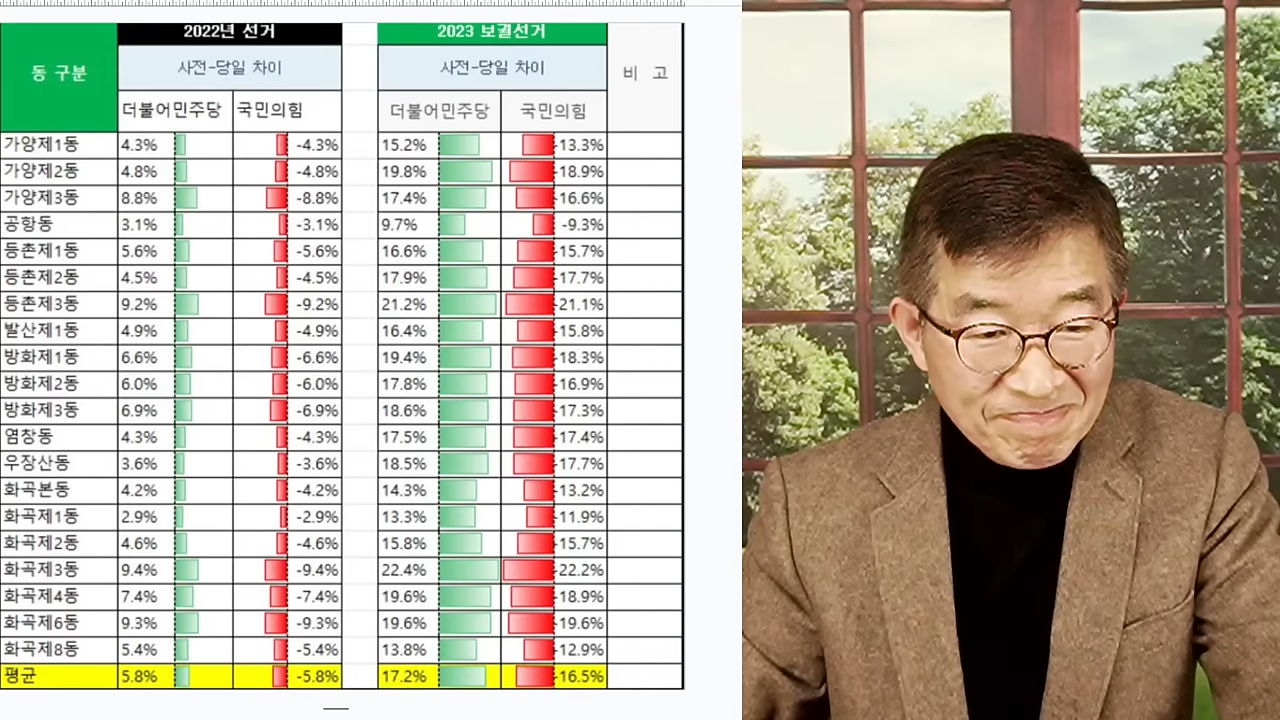 2022년 선거 2023 보궐선거
동 구분 사전-당일 차이 사전-당일 차이 비 고
더불어민주당 국민의힘 더불어민주당 국민의힘
가양제1동 4.3% -4.3% 15.2% -13.3%
가양제2동 4.8% -4.8% 19.8% -18.9%
가양제3동 8.8% -8.8% 17.4% -16.6%
공항동 3.1% -3.1% 9.7% -9.3%
등촌제1동 5.6% -5.6% 16.6% -15.7%
등촌제2동 4.5% -4.5% 17.9% -17.7%
등촌제3동 9.2% -9.2% 21.2% -21.1%
발산제1동 4.9% -4.9% 16.4% -15.8%
방화제1동 6.6% -6.6% 19.4% -18.3%
방화제2동 6.0% -6.0% 17.8% -16.9%
방화제3동 6.9% -6.9% 18.6% -17.3%
염창동 4.3% -4.3% 17.5% -17.4%
우장산동 3.6% -3.6% 18.5% -17.7%
화곡본동 4.2% -4.2% 14.3% -13.2%
화곡제1동 2.9% -2.9% 13.3% -11.9%
화곡제2동 4.6% -4.6% 15.8% -15.7%
화곡제3동 9.4% -9.4% 22.4% -22.2%
화곡제4동 7.4% -7.4% 19.6% -18.9%
화곡제6동 9.3% -9.3% 19.6% -19.6%
화곡제8동 5.4% -5.4% 13.8% -12.9%
평균 5.8% -5.8% 17.2% -16.5%